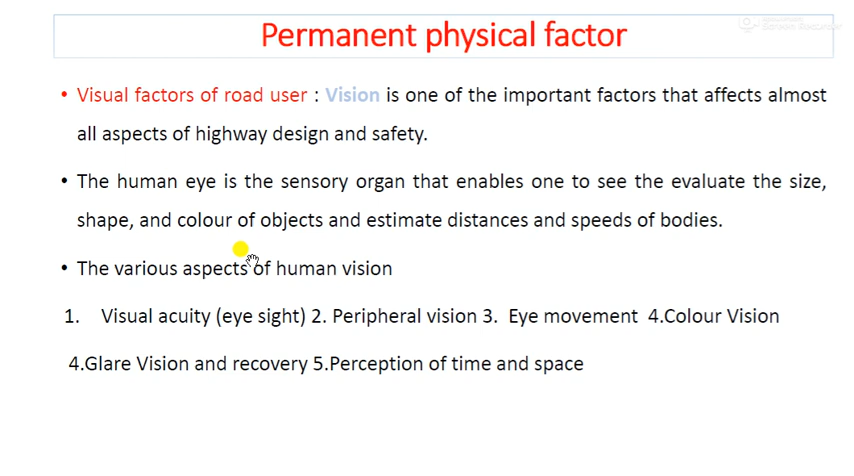 Permanent physical factor
• Visual factors of road user : Vision is one of the important factors that affects almost
all aspects of highway design and safety.
• The human eye is the sensory organ that enables one to see the evaluate the size,
shape, and colour of objects and estimate distances and speeds of bodies.
• The various aspects of human vision
1. Visual acuity (eye sight) 2. Peripheral vision 3. Eye movement 4.Colour Vision
4.Glare Vision and recovery 5.Perception of time and space
Screen Recorder